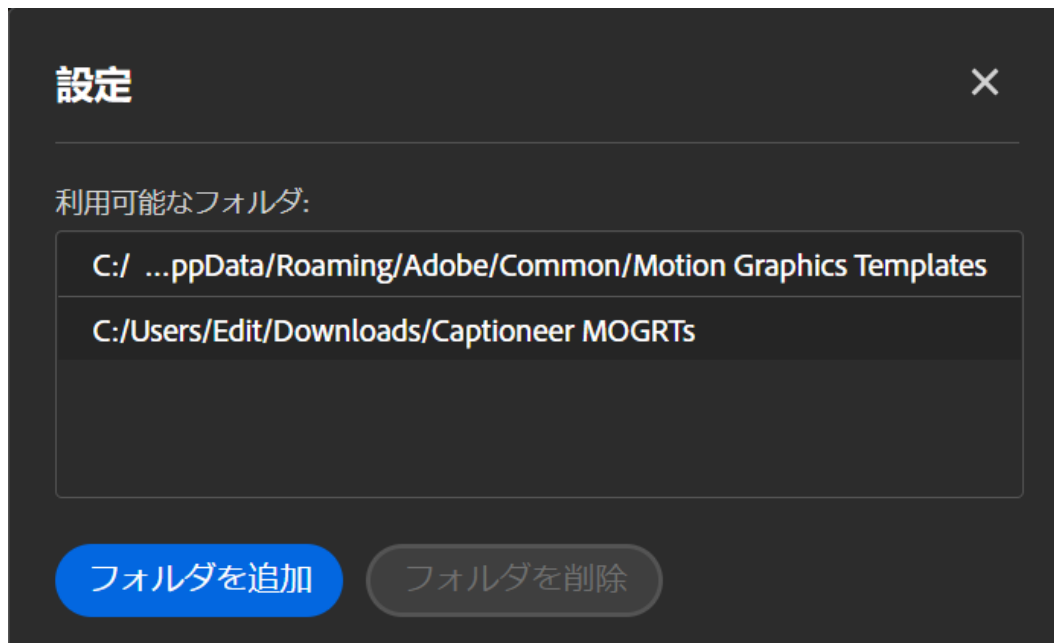 設定
利用可能なフォルダ:
C:/ ...ppData/Roaming/Adobe/Common/Motion Graphics Templates
C:/Users/Edit/Downloads/Captioneer MOGRTs
フォルダを追加
フォルダを削除